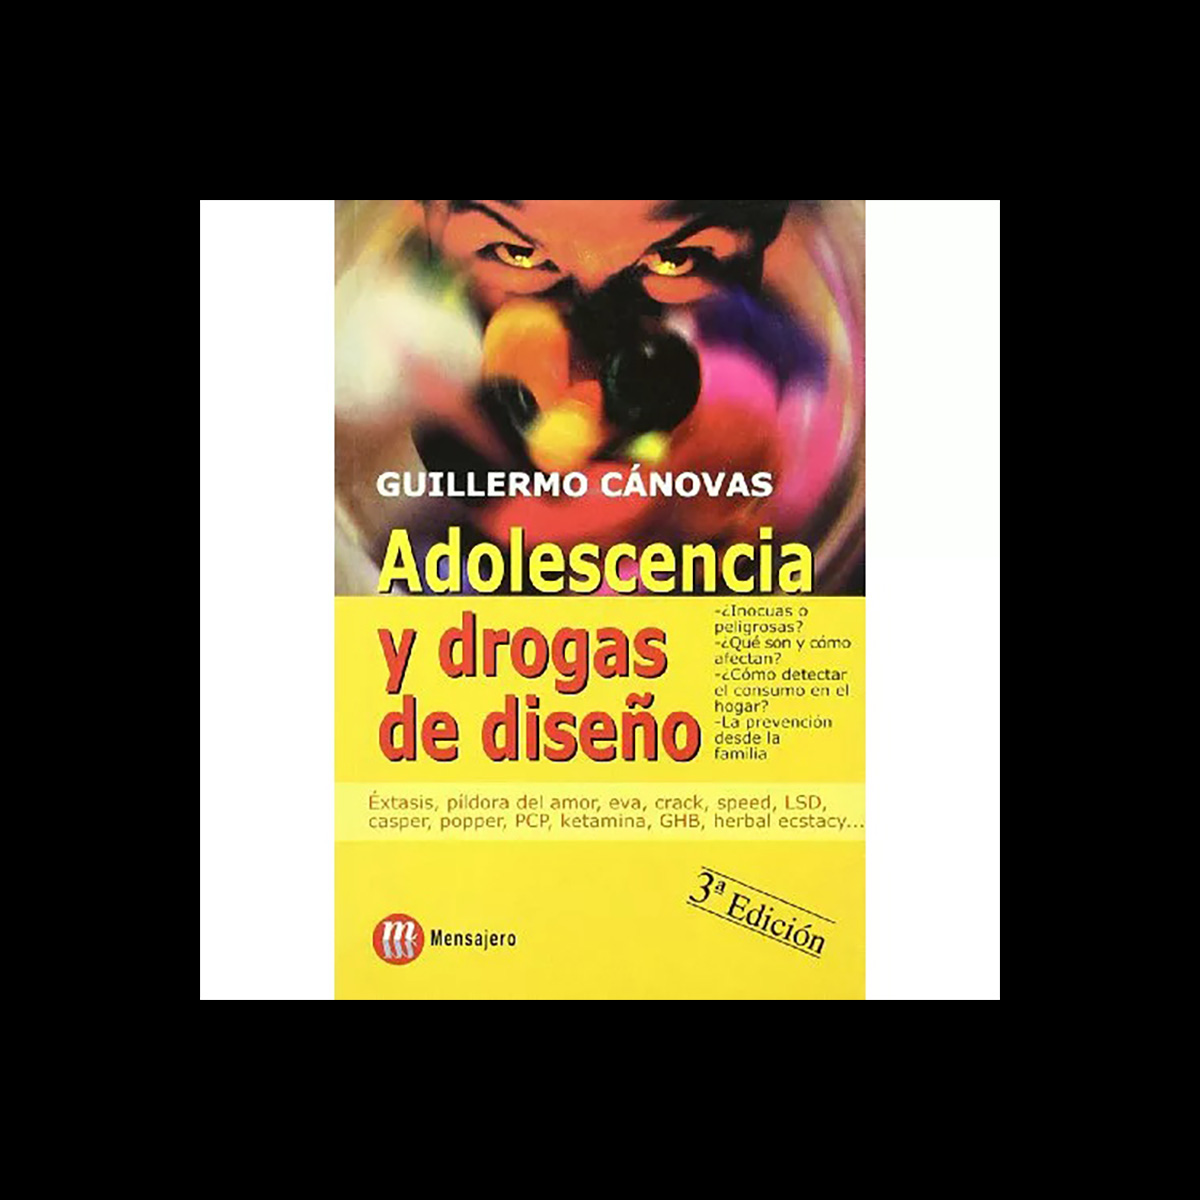 GUILLERMO CÁNOVAS
Adolescencia
y drogas
de diseño
-¿Inocuas o
peligrosas?
-¿Qué son y cómo
afectan?
-¿Cómo detectar
el consumo en el
hogar?
-La prevención
desde la
familia
Éxtasis, píldora del amor, eva, crack, speed, LSD,
casper, popper, PCP, ketamina, GHB, herbal ecstacy...
3ª Edición
m Mensajero